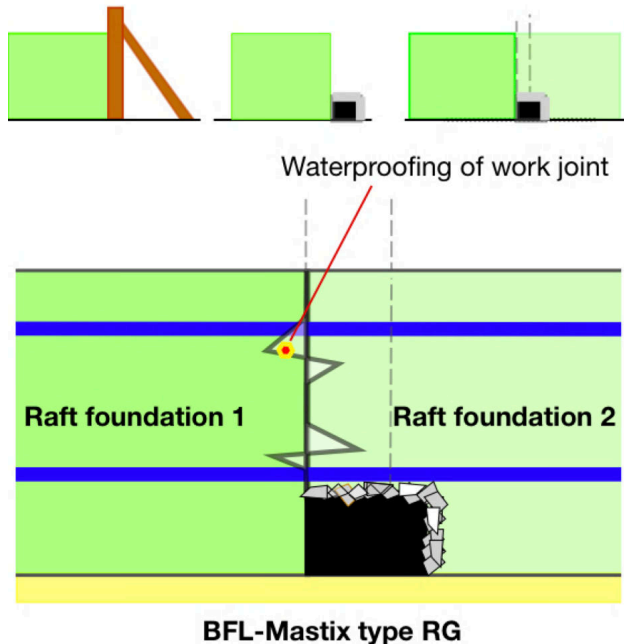 Waterproofing of work joint
Raft foundation 1
Raft foundation 2
BFL-Mastix type RG